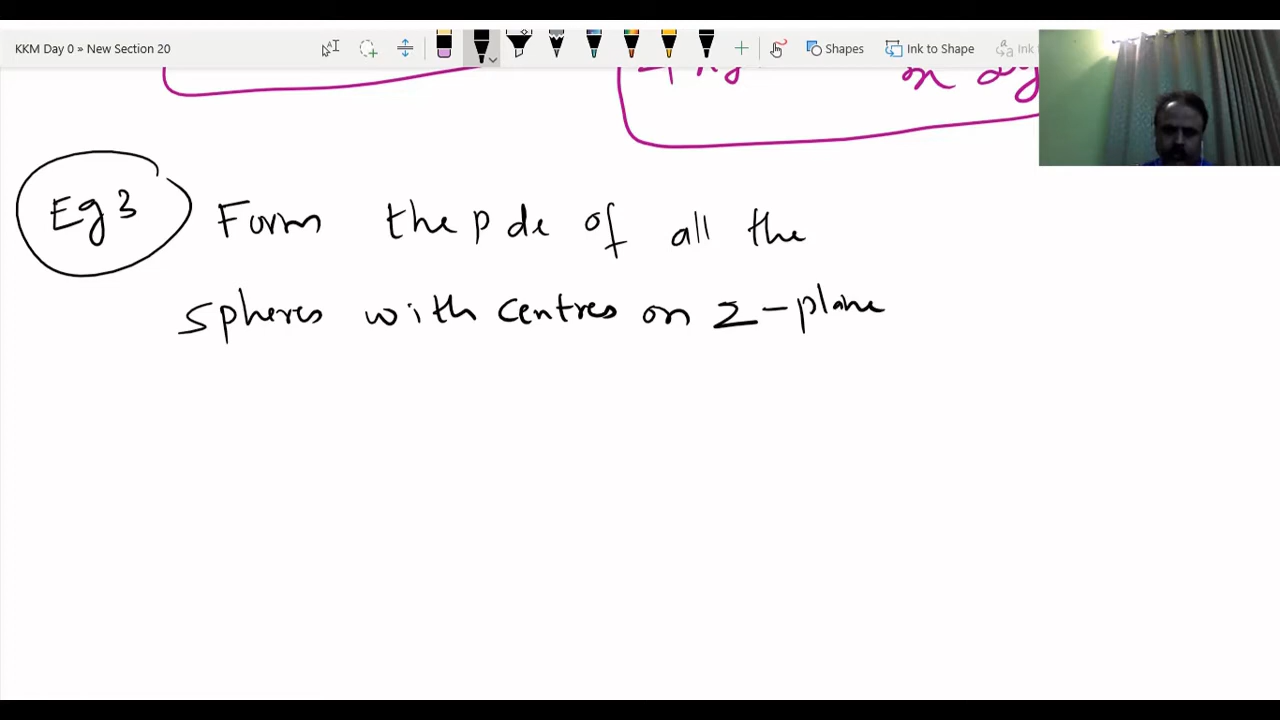 KKM Day 0 » New Section 20
Shapes
Ink to Shape
Ink
Eg 3
Form the pde of all the
spheres with centres on z-plane